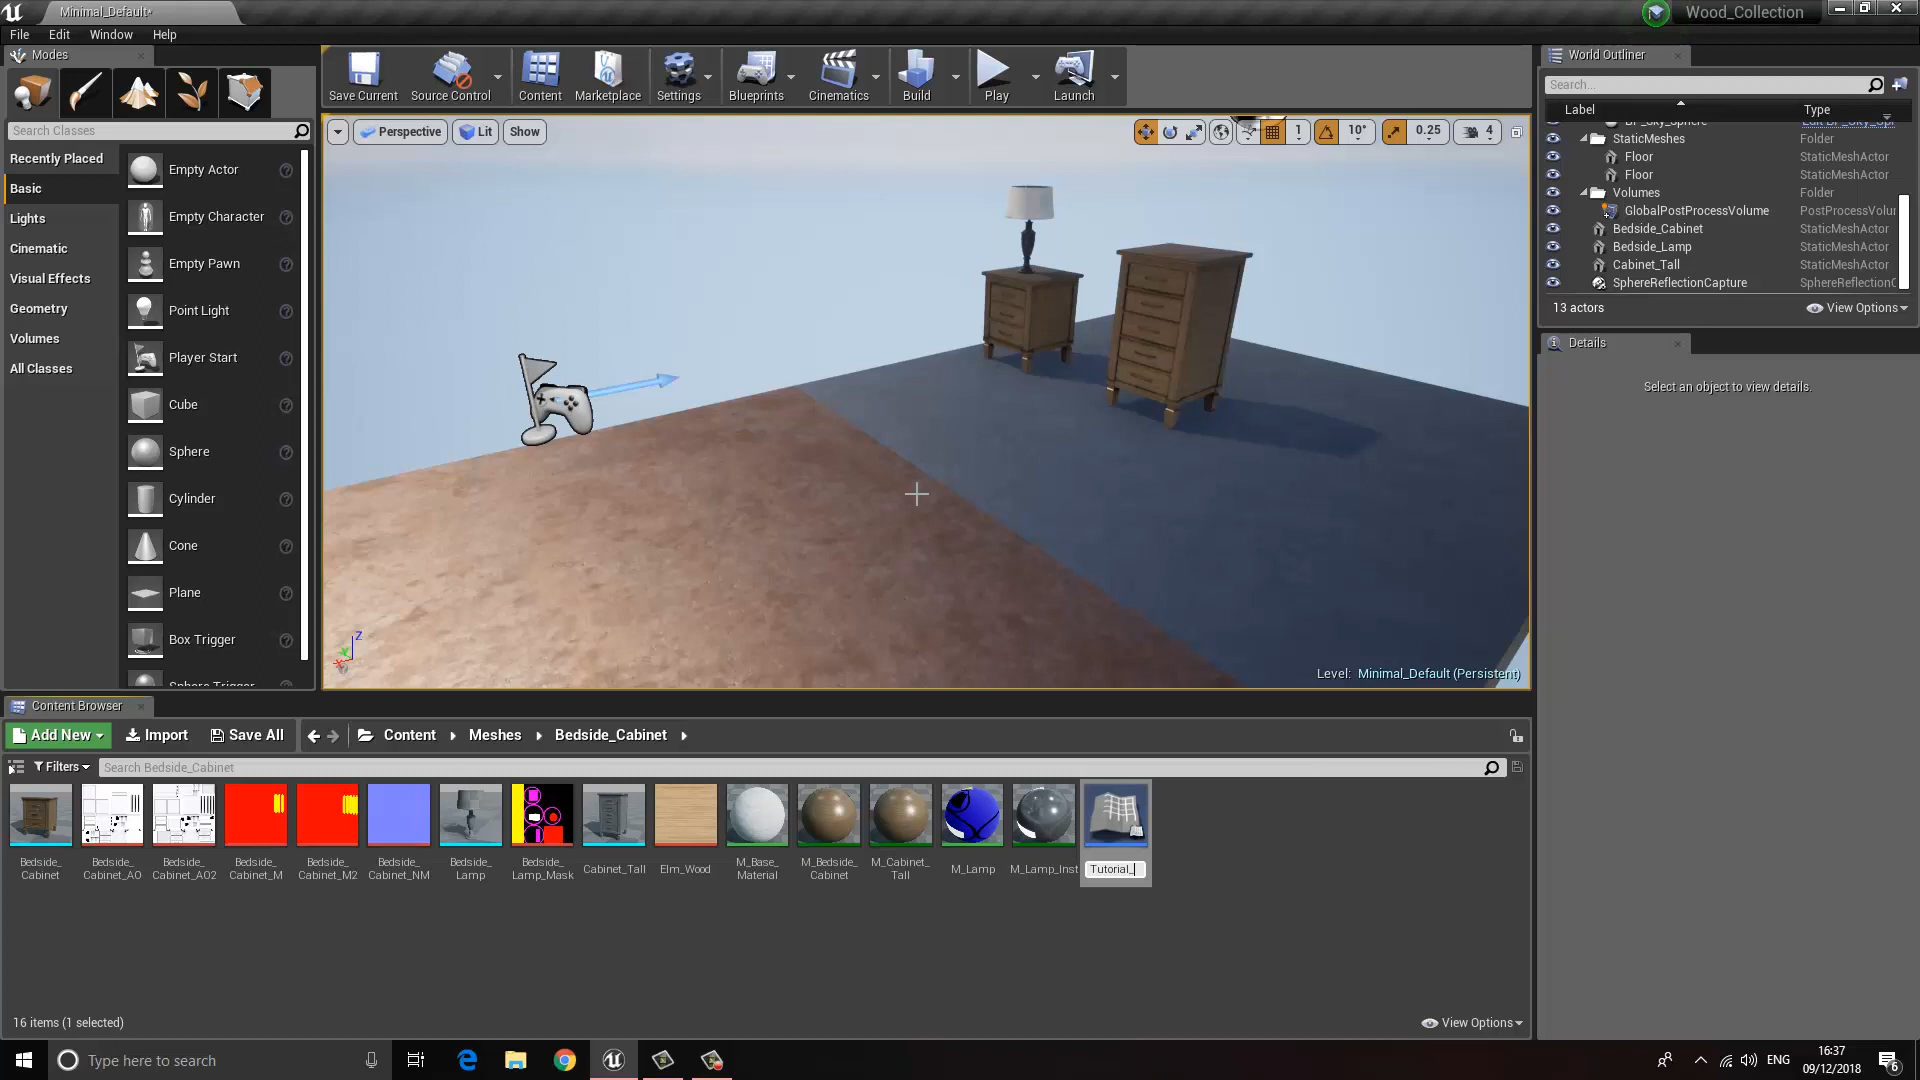 Minimal_Default*
Wood_Collection
File Edit Window Help
Modes
Save Current
Source Control
Content
Marketplace
Settings
Blueprints
Cinematics
Build
Play
Launch
World Outliner
Search...
Label Type
StaticMeshes Folder
Floor StaticMeshActor
Floor StaticMeshActor
Volumes Folder
GlobalPostProcessVolume PostProcessVolu
Bedside_Cabinet StaticMeshActor
Bedside_Lamp StaticMeshActor
Cabinet_Tall StaticMeshActor
SphereReflectionCapture SphereReflectionC
13 actors
View Options
Details
Select an object to view details.
Search Classes
Recently Placed
Basic
Lights
Cinematic
Visual Effects
Geometry
Volumes
All Classes
Empty Actor
Empty Character
Empty Pawn
Point Light
Player Start
Cube
Sphere
Cylinder
Cone
Plane
Box Trigger
Sphere Trigger
Perspective
Lit
Show
1
10°
0.25
4
Z
Level: Minimal_Default (Persistent)
Content Browser
Add New
Import
Save All
Content
Meshes
Bedside_Cabinet
Filters
Search Bedside_Cabinet
Bedside_
Cabinet
Bedside_
Cabinet_AO
Bedside_
Cabinet_AO2
Bedside_
Cabinet_M
Bedside_
Cabinet_M2
Bedside_
Cabinet_NM
Bedside_
Lamp
Bedside_
Lamp_Mask
Cabinet_Tall
Elm_Wood
M_Base_
Material
M_Bedside_
Cabinet
M_Cabinet_
Tall
M_Lamp
M_Lamp_Inst
Tutorial_
16 items (1 selected)
View Options
Type here to search
ENG
16:37
09/12/2018
6